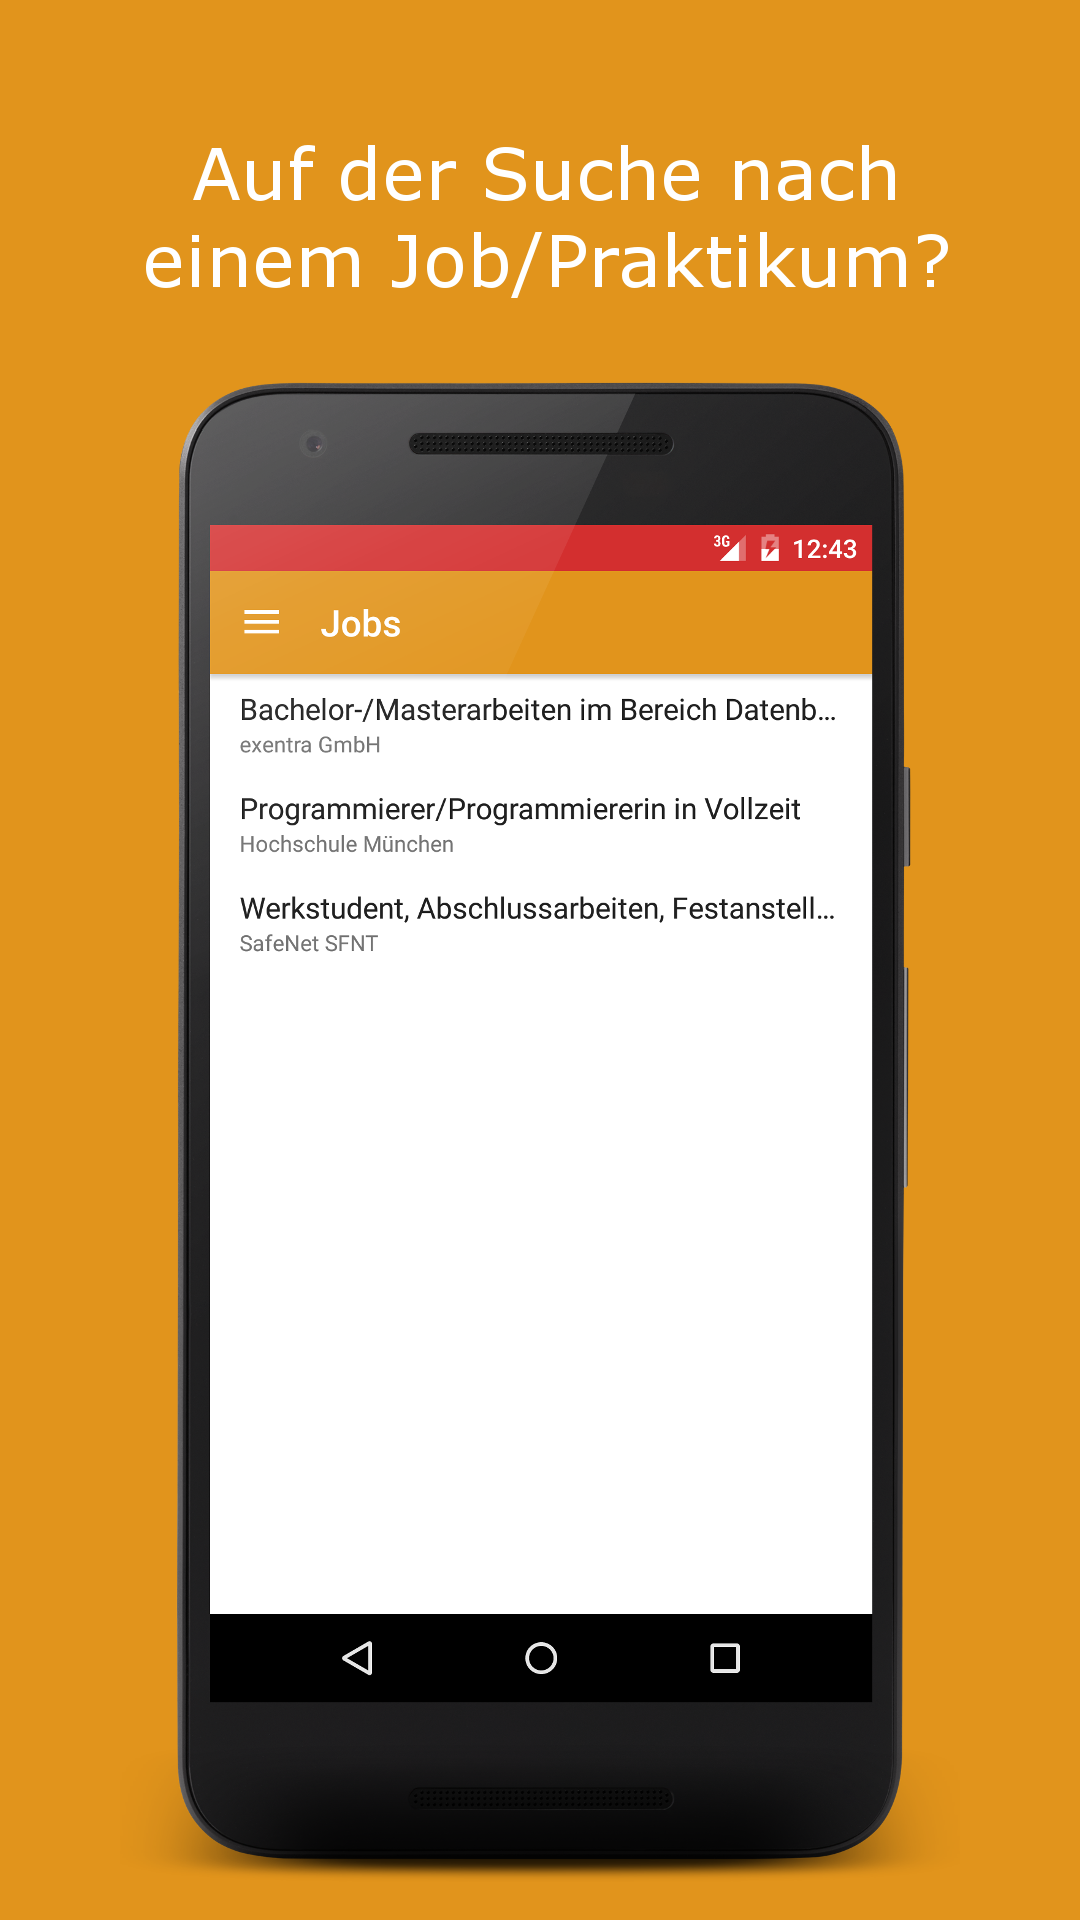 Auf der Suche nach
einem Job/Praktikum?
3G 12:43
Jobs
Bachelor-/Masterarbeiten im Bereich Datenb...
exentra GmbH
Programmierer/Programmiererin in Vollzeit
Hochschule München
Werkstudent, Abschlussarbeiten, Festanstell...
SafeNet SFNT